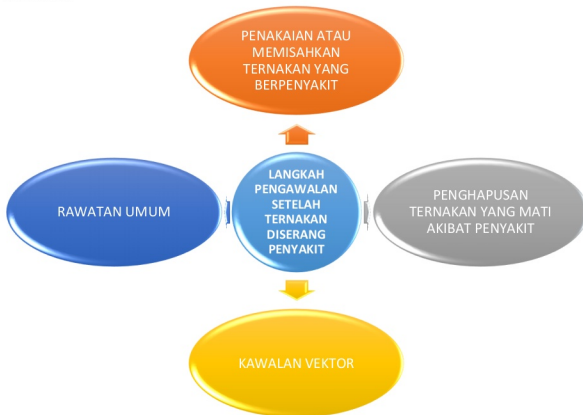 PENAKAIAN ATAU
MEMISAHKAN
TERNAKAN YANG
BERPENYAKIT
RAWATAN UMUM
LANGKAH
PENGAWALAN
SETELAH
TERNAKAN
DISERANG
PENYAKIT
PENGHAPUSAN
TERNAKAN YANG MATI
AKIBAT PENYAKIT
KAWALAN VEKTOR